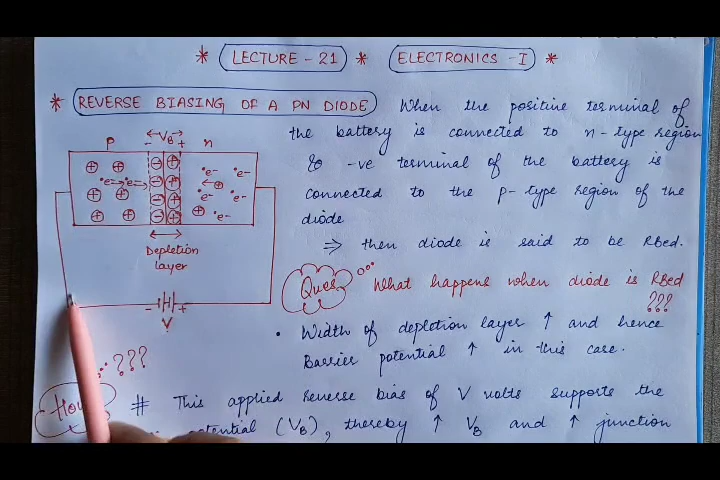 * LECTURE - 21 * ELECTRONICS - I *
* REVERSE BIASING OF A PN DIODE When the positive terminal of
the battery is connected to n-type region
& -ve terminal of the battery is
connected to the p-type region of the
diode
⇒ then diode is said to be RBed.
P - VB + n
e- e- e-
e- e-
e-
Depletion
layer
- +
V
Ques What happens when diode is RBed
???
• Width of depletion layer ↑ and hence
Barrier potential ↑ in this case.
???
How # This applied reverse bias of V volts supports the
potential (VB), thereby ↑ VB and ↑ junction